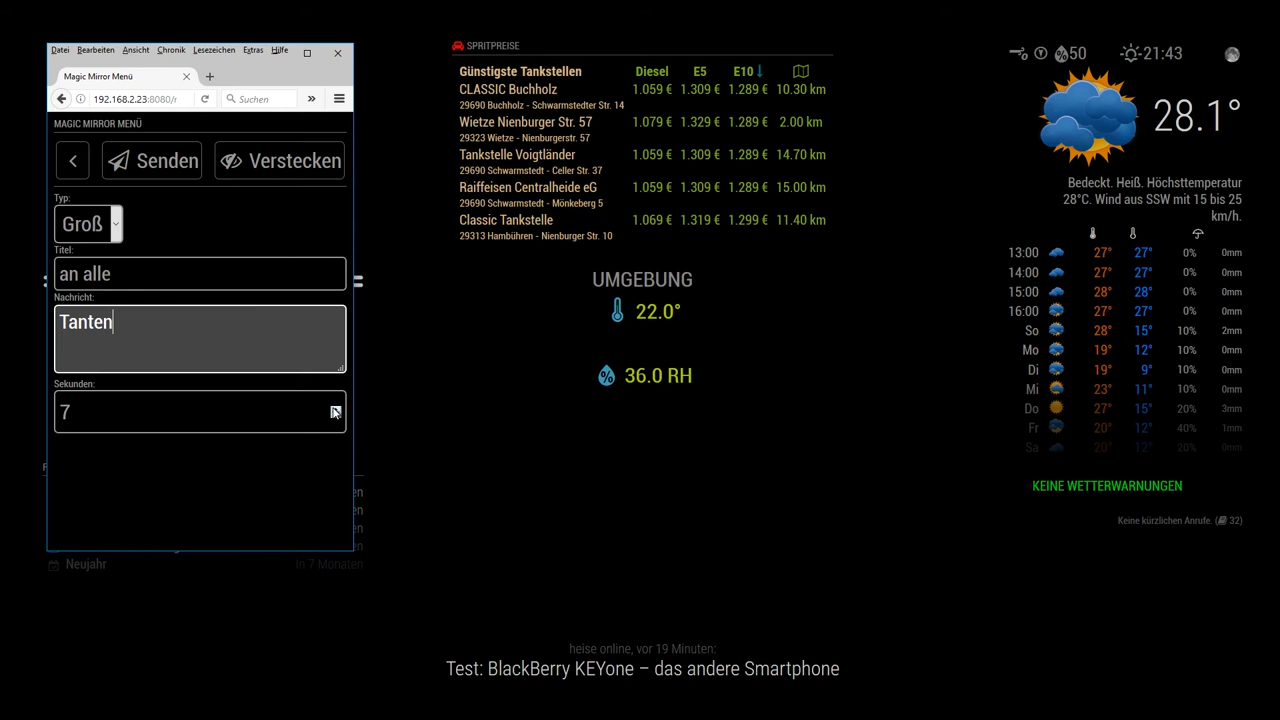 Datei Bearbeiten Ansicht Chronik Lesezeichen Extras Hilfe
Magic Mirror Menü
192.168.2.23:8080/r
Suchen
MAGIC MIRROR MENÜ
Senden
Verstecken
Typ:
Groß
Titel:
an alle
Nachricht:
Tanten
Sekunden:
7
Neujahr In 7 Monaten
SPRITPREISE
Günstigste Tankstellen Diesel E5 E10
CLASSIC Buchholz 1.059 € 1.309 € 1.289 € 10.30 km
29690 Buchholz - Schwarmstedter Str. 14
Wietze Nienburger Str. 57 1.079 € 1.329 € 1.289 € 2.00 km
29323 Wietze - Nienburgerstr. 57
Tankstelle Voigtländer 1.059 € 1.309 € 1.289 € 14.70 km
29690 Schwarmstedt - Celler Str. 37
Raiffeisen Centralheide eG 1.059 € 1.309 € 1.289 € 15.00 km
29690 Schwarmstedt - Mönkeberg 5
Classic Tankstelle 1.069 € 1.319 € 1.299 € 11.40 km
29313 Hambühren - Nienburger Str. 10
UMGEBUNG
22.0°
36.0 RH
heise online, vor 19 Minuten:
Test: BlackBerry KEYone – das andere Smartphone
50 21:43
28.1°
Bedeckt. Heiß. Höchsttemperatur
28°C. Wind aus SSW mit 15 bis 25
km/h.
13:00 27° 27° 0% 0mm
14:00 27° 27° 0% 0mm
15:00 28° 28° 0% 0mm
16:00 27° 27° 0% 0mm
So 28° 15° 10% 2mm
Mo 19° 12° 10% 0mm
Di 19° 9° 10% 0mm
Mi 23° 11° 10% 0mm
Do 27° 15° 20% 3mm
Fr 20° 12° 40% 1mm
Sa 20° 12° 20% 0mm
KEINE WETTERWARNUNGEN
Keine kürzlichen Anrufe. ( 32)